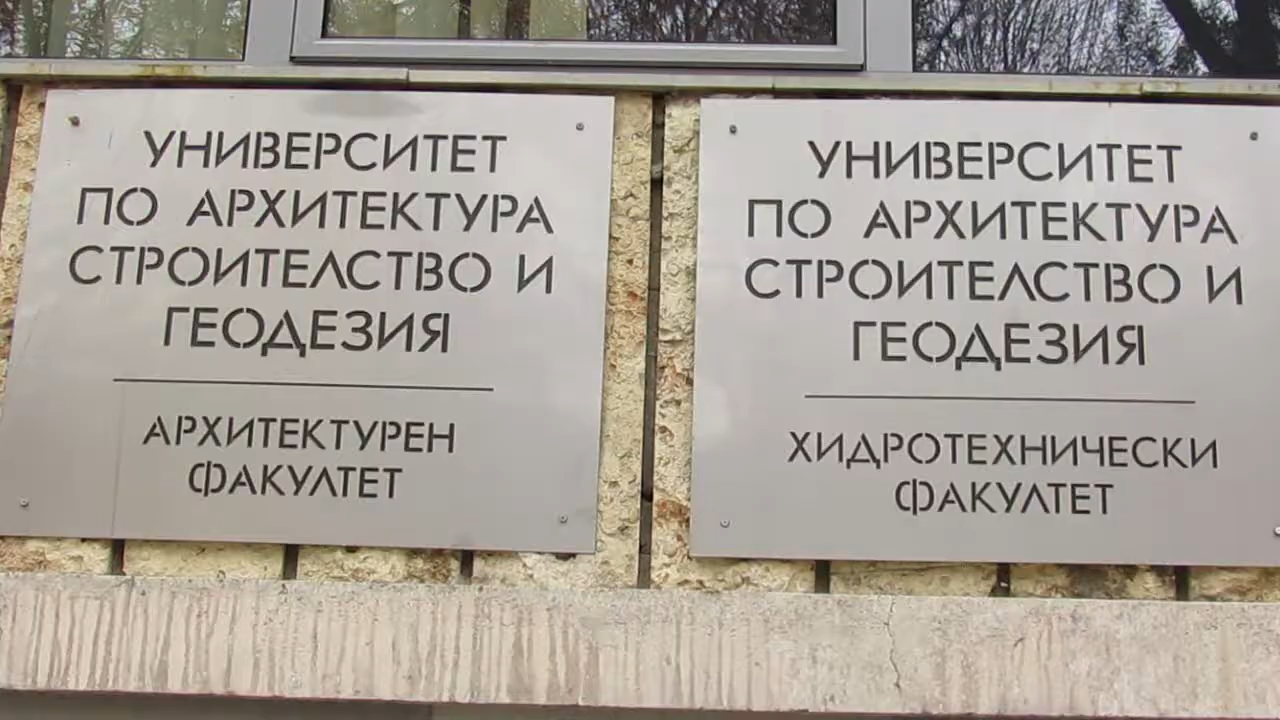 УНИВЕРСИТЕТ
ПО АРХИТЕКТУРА
СТРОИТЕЛСТВО И
ГЕОДЕЗИЯ
АРХИТЕКТУРЕН
ФАКУЛТЕТ
УНИВЕРСИТЕТ
ПО АРХИТЕКТУРА
СТРОИТЕЛСТВО И
ГЕОДЕЗИЯ
ХИДРОТЕХНИЧЕСКИ
ФАКУЛТЕТ